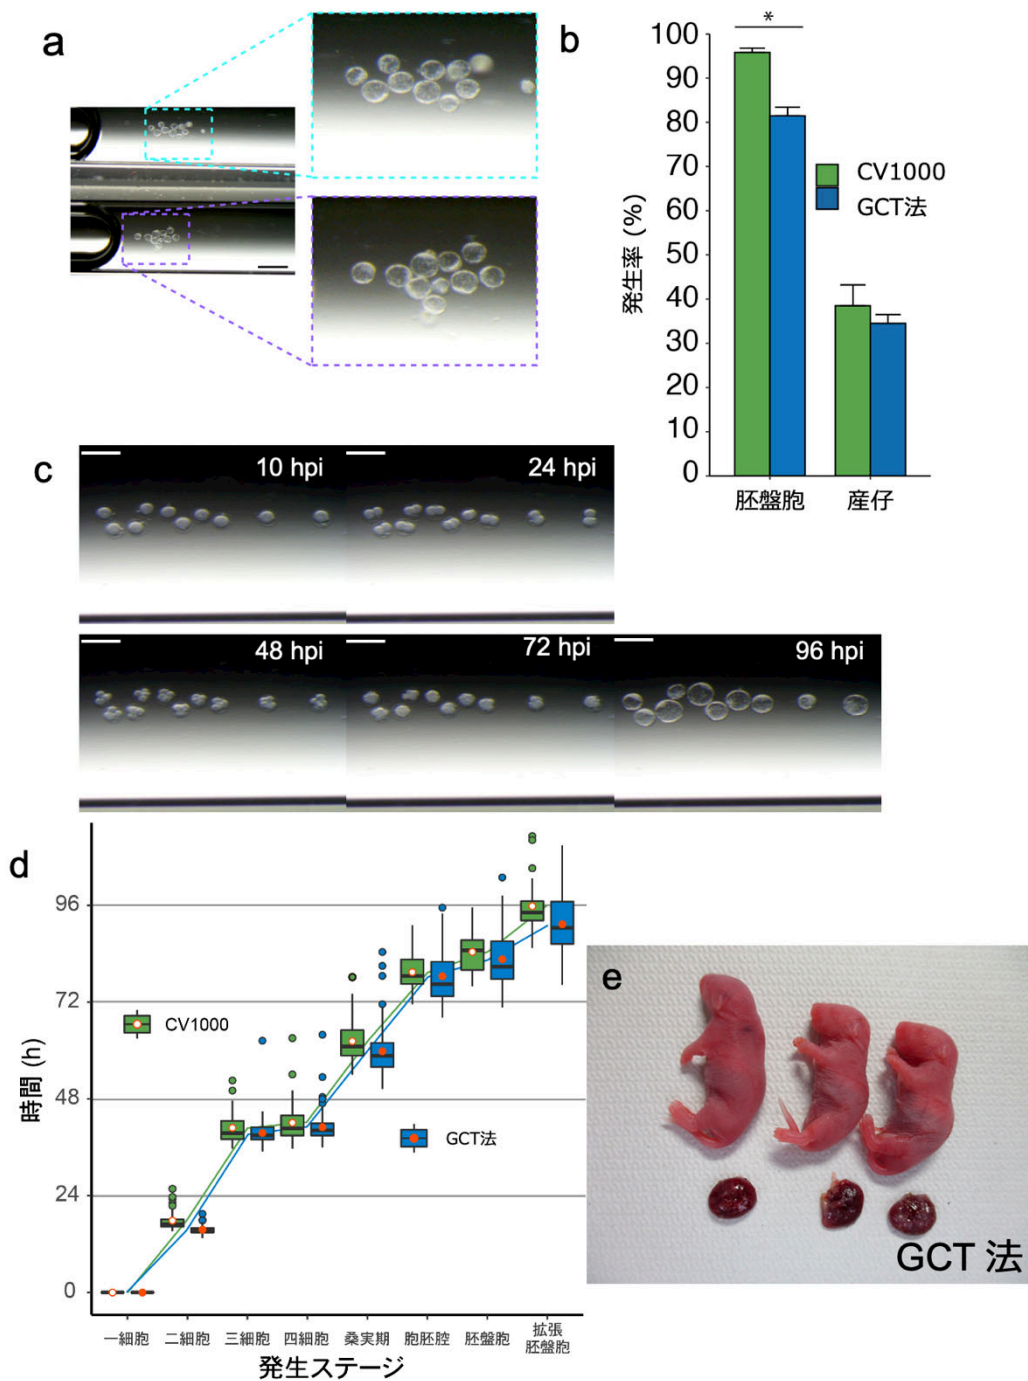 a
b
*
発生率 (%)
100
90
80
70
60
50
40
30
20
10
0
CV1000
GCT法
胚盤胞
産仔
c
10 hpi
24 hpi
48 hpi
72 hpi
96 hpi
d
時間 (h)
96
72
48
24
0
CV1000
GCT法
一細胞
二細胞
三細胞
四細胞
桑実期
胞胚腔
胚盤胞
拡張
胚盤胞
発生ステージ
e
GCT 法